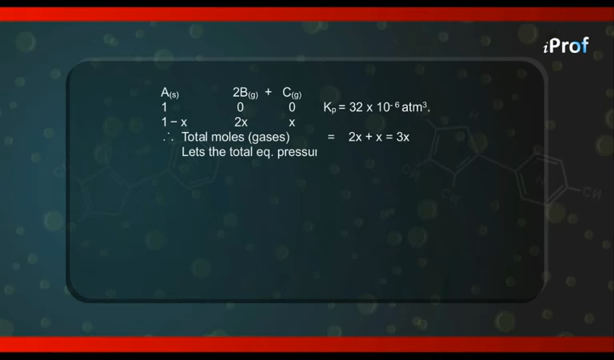 iProf
A(s) 2B(g) + C(g)
1 0 0 Kp = 32 x 10-6 atm3.
1 – x 2x x
∴ Total moles (gases) = 2x + x = 3x
Lets the total eq. pressur